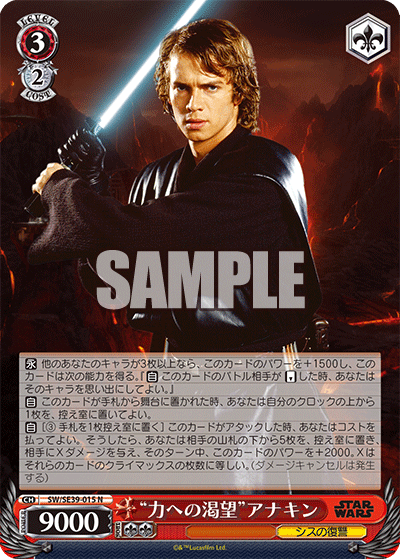 LEVEL
3
2
COST
SAMPLE
永 他のあなたのキャラが3枚以上なら、このカードのパワーを+1500し、このカードは次の能力を得る。『自 このカードのバトル相手が した時、あなたはそのキャラを思い出にしてよい。』
自 このカードが手札から舞台に置かれた時、あなたは自分のクロックの上から1枚を、控え室に置いてよい。
自 [③ 手札を1枚控え室に置く] このカードがアタックした時、あなたはコストを払ってよい。そうしたら、あなたは相手の山札の下から5枚を、控え室に置き、相手にXダメージを与え、そのターン中、このカードのパワーを+2000。Xはそれらのカードのクライマックスの枚数に等しい。(ダメージキャンセルは発生する)
CH SW/SE39-015 N
9000
“力への渇望”アナキン
STAR WARS
シスの復讐
©&™ Lucasfilm Ltd.